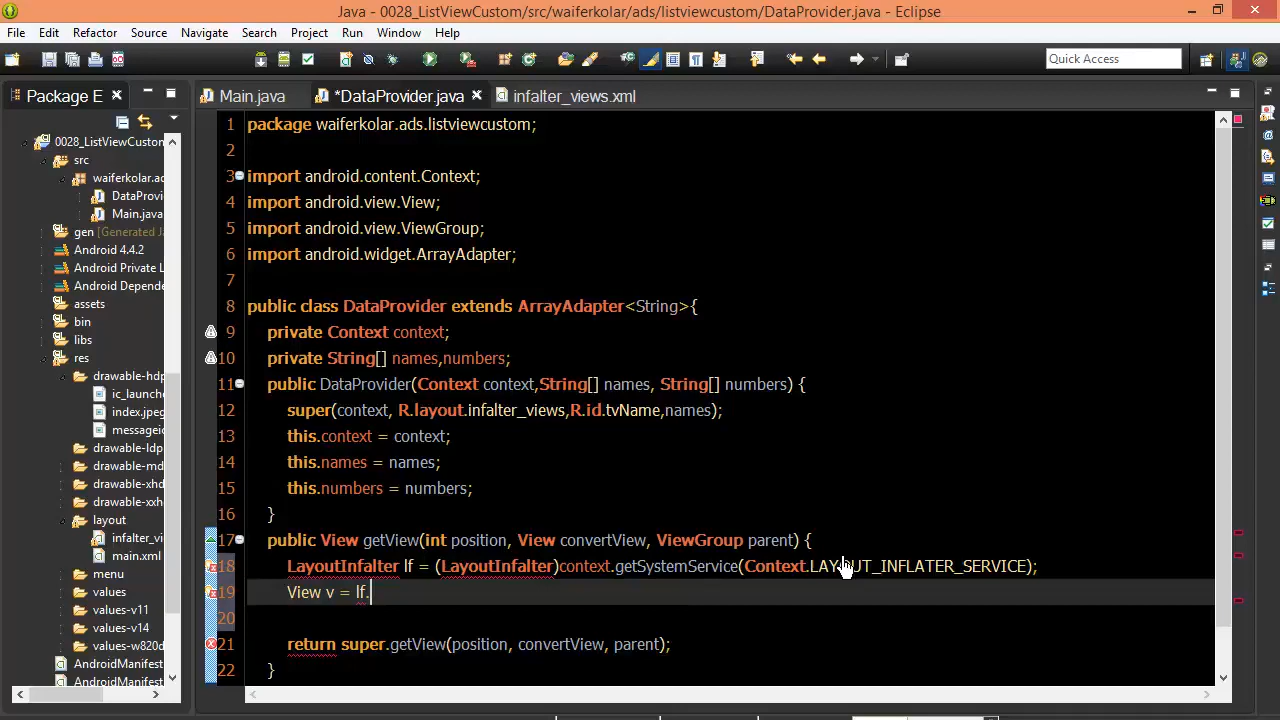 Java - 0028_ListViewCustom/src/waiferkolar/ads/listviewcustom/DataProvider.java - Eclipse
File Edit Refactor Source Navigate Search Project Run Window Help
Quick Access
Package E
Main.java *DataProvider.java infalter_views.xml
0028_ListViewCustom
src
waiferkolar.ad
DataProvi
Main.java
gen [Generated J
Android 4.4.2
Android Private L
Android Depende
assets
bin
libs
res
drawable-hdp
ic_launche
index.jpeg
messageic
drawable-ldp
drawable-md
drawable-xhd
drawable-xxh
layout
infalter_vi
main.xml
menu
values
values-v11
values-v14
values-w820d
AndroidManifest
AndroidManifest
1 package waiferkolar.ads.listviewcustom;
2
3 import android.content.Context;
4 import android.view.View;
5 import android.view.ViewGroup;
6 import android.widget.ArrayAdapter;
7
8 public class DataProvider extends ArrayAdapter<String>{
9 private Context context;
10 private String[] names,numbers;
11 public DataProvider(Context context,String[] names, String[] numbers) {
12 super(context, R.layout.infalter_views,R.id.tvName,names);
13 this.context = context;
14 this.names = names;
15 this.numbers = numbers;
16 }
17 public View getView(int position, View convertView, ViewGroup parent) {
18 LayoutInfalter lf = (LayoutInfalter)context.getSystemService(Context.LAYOUT_INFLATER_SERVICE);
19 View v = lf.
20
21 return super.getView(position, convertView, parent);
22 }